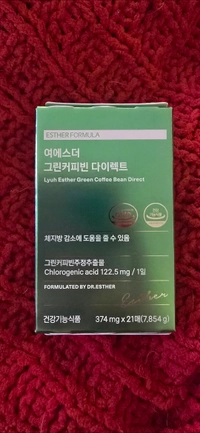 ESTHER FORMULA
여에스더
그린커피빈 다이렉트
Lyuh Esther Green Coffee Bean Direct
체지방 감소에 도움을 줄 수 있음
그린커피빈주정추출물
Chlorogenic acid 122.5 mg / 1일
FORMULATED BY DR.ESTHER
Esther
건강기능식품
374 mg x 21매(7,854 g)